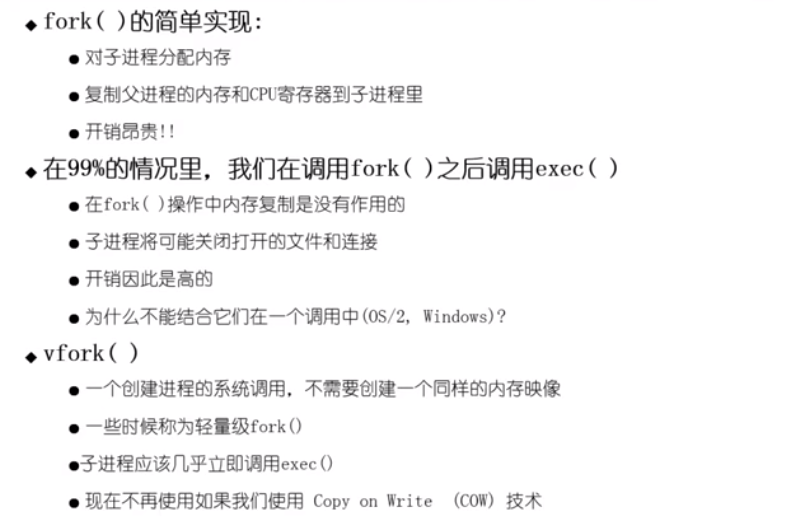 ◆ fork( )的简单实现:
● 对子进程分配内存
● 复制父进程的内存和CPU寄存器到子进程里
● 开销昂贵!!
◆ 在99%的情况里，我们在调用fork( )之后调用exec( )
● 在fork( )操作中内存复制是没有作用的
● 子进程将可能关闭打开的文件和连接
● 开销因此是高的
● 为什么不能结合它们在一个调用中(OS/2, Windows)?
◆ vfork( )
● 一个创建进程的系统调用，不需要创建一个同样的内存映像
● 一些时候称为轻量级fork()
●子进程应该几乎立即调用exec()
● 现在不再使用如果我们使用 Copy on Write (COW) 技术